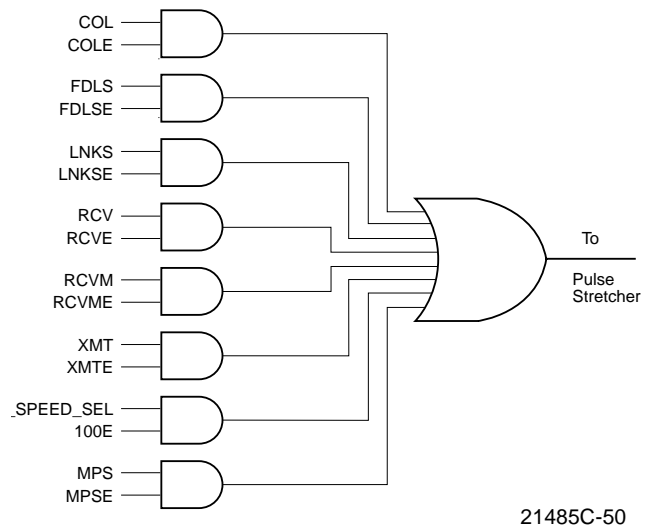 COL
COLE
FDLS
FDLSE
LNKS
LNKSE
RCV
RCVE
RCVM
RCVME
XMT
XMTE
_SPEED_SEL
100E
MPS
MPSE
To
Pulse
Stretcher
21485C-50